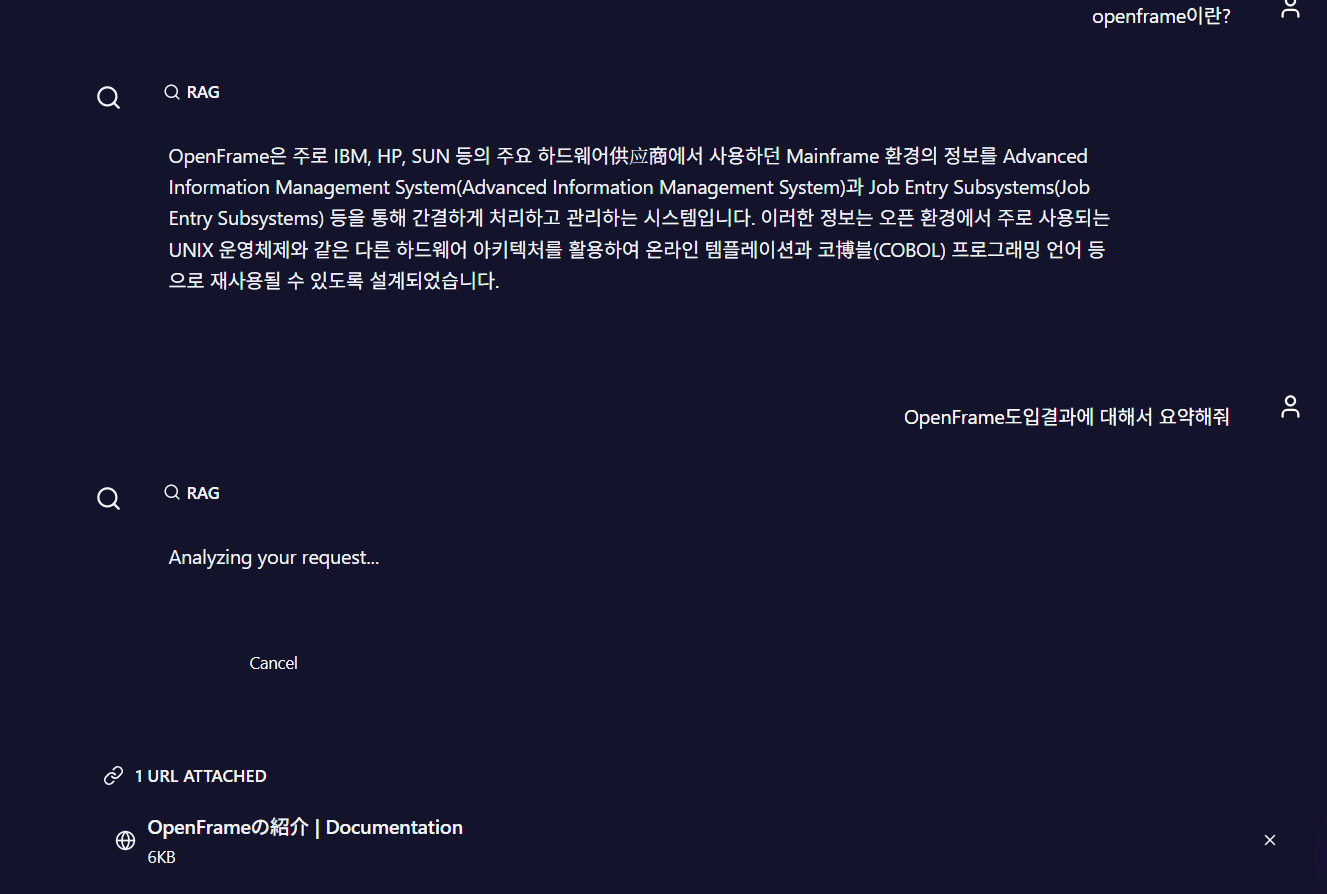 openframe이란?
RAG
OpenFrame은 주로 IBM, HP, SUN 등의 주요 하드웨어供应商에서 사용하던 Mainframe 환경의 정보를 Advanced
Information Management System(Advanced Information Management System)과 Job Entry Subsystems(Job
Entry Subsystems) 등을 통해 간결하게 처리하고 관리하는 시스템입니다. 이러한 정보는 오픈 환경에서 주로 사용되는
UNIX 운영체제와 같은 다른 하드웨어 아키텍처를 활용하여 온라인 템플레이션과 코博블(COBOL) 프로그래밍 언어 등
으로 재사용될 수 있도록 설계되었습니다.
OpenFrame도입결과에 대해서 요약해줘
RAG
Analyzing your request...
Cancel
1 URL ATTACHED
OpenFrameの紹介 | Documentation
6KB